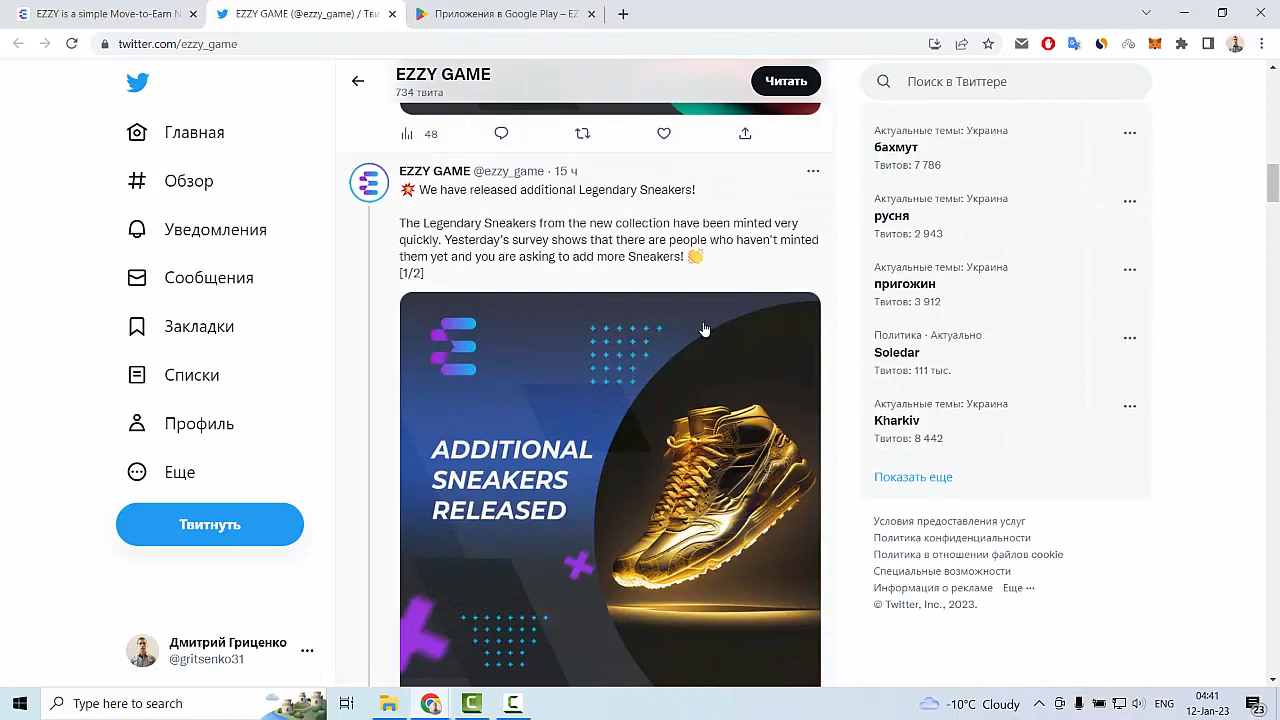 EZZY is a simple Move-to-Earn N
EZZY GAME (@ezzy_game) / Тви
Приложения в Google Play – EZ
twitter.com/ezzy_game
EZZY GAME
734 твита
Читать
Поиск в Твиттере
Главная
Обзор
Уведомления
Сообщения
Закладки
Списки
Профиль
Еще
Твитнуть
Дмитрий Гриценко
@gritsenko31
48
EZZY GAME @ezzy_game · 15 ч
We have released additional Legendary Sneakers!
The Legendary Sneakers from the new collection have been minted very
quickly. Yesterday's survey shows that there are people who haven't minted
them yet and you are asking to add more Sneakers!
[1/2]
ADDITIONAL
SNEAKERS
RELEASED
Актуальные темы: Украина
бахмут
Твитов: 7 786
Актуальные темы: Украина
русня
Твитов: 2 943
Актуальные темы: Украина
пригожин
Твитов: 3 912
Политика · Актуально
Soledar
Твитов: 111 тыс.
Актуальные темы: Украина
Kharkiv
Твитов: 8 442
Показать еще
Условия предоставления услуг
Политика конфиденциальности
Политика в отношении файлов cookie
Специальные возможности
Информация о рекламе Еще ···
© Twitter, Inc., 2023.
Type here to search
-10°C Cloudy
ENG
04:41
12-Jan-23
23